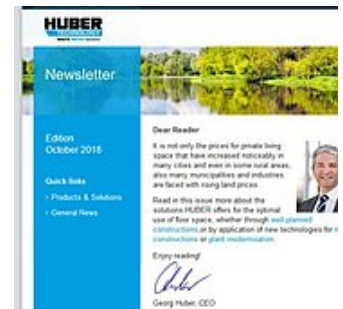 HUBER
TECHNOLOGY
WASTE WATER Solutions
Newsletter
Edition
October 2018
Quick links
› Products & Solutions
› General News
Dear Reader
It is not only the prices for private living
space that have increased noticeably in
many cities and even in some rural areas,
also many municipalities and industries
are faced with rising land prices.
Read in this issue more about the
solutions HUBER offers for the optimal
use of floor space, whether through well-planned
constructions or by application of new technologies for
constructions or plant modernisation.
Enjoy reading!
Georg Huber, CEO